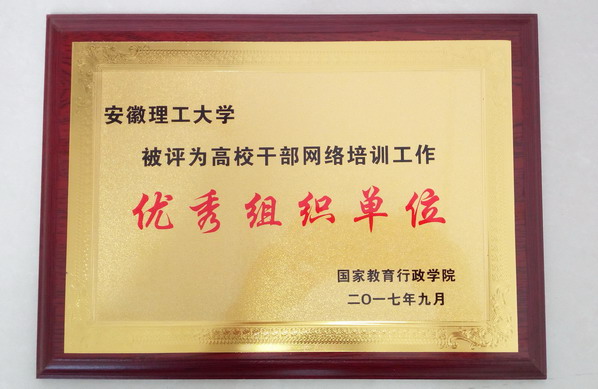 安徽理工大学
被评为高校干部网络培训工作
优秀组织单位
国家教育行政学院
二〇一七年九月